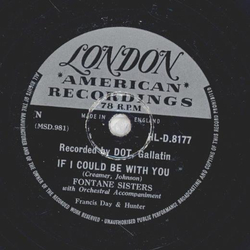 LONDON
"AMERICAN"
RECORDINGS
78 RPM
MADE IN ENGLAND
N
(MSD.981)
HL-D.8177
Recorded by DOT, Gallatin
IF I COULD BE WITH YOU
(Creamer, Johnson)
FONTANE SISTERS
with Orchestral Accompaniment
Francis Day & Hunter